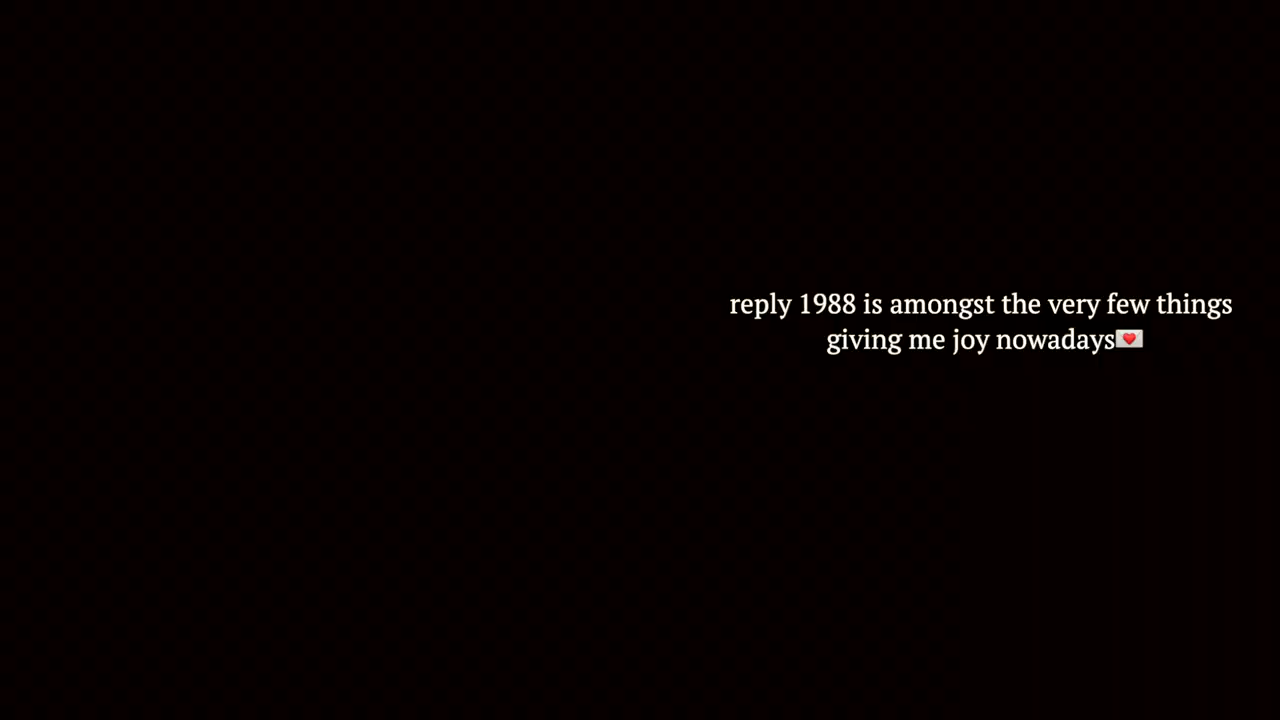 reply 1988 is amongst the very few things
giving me joy nowadays💌